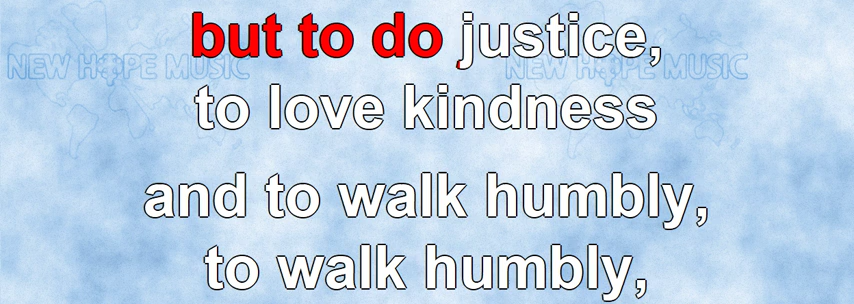 but to do justice,
NEW HOPE MUSIC NEW HOPE MUSIC
to love kindness
and to walk humbly,
to walk humbly,